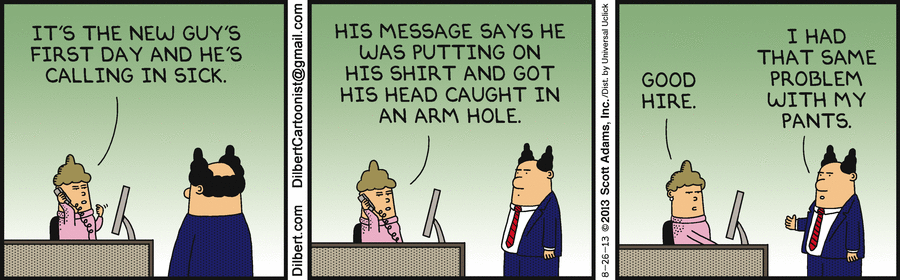 IT'S THE NEW GUY'S
FIRST DAY AND HE'S
CALLING IN SICK.
Dilbert.com DilbertCartoonist@gmail.com
HIS MESSAGE SAYS HE
WAS PUTTING ON
HIS SHIRT AND GOT
HIS HEAD CAUGHT IN
AN ARM HOLE.
8-26-13 ©2013 Scott Adams, Inc./Dist. by Universal Uclick
GOOD
HIRE.
I HAD
THAT SAME
PROBLEM
WITH MY
PANTS.